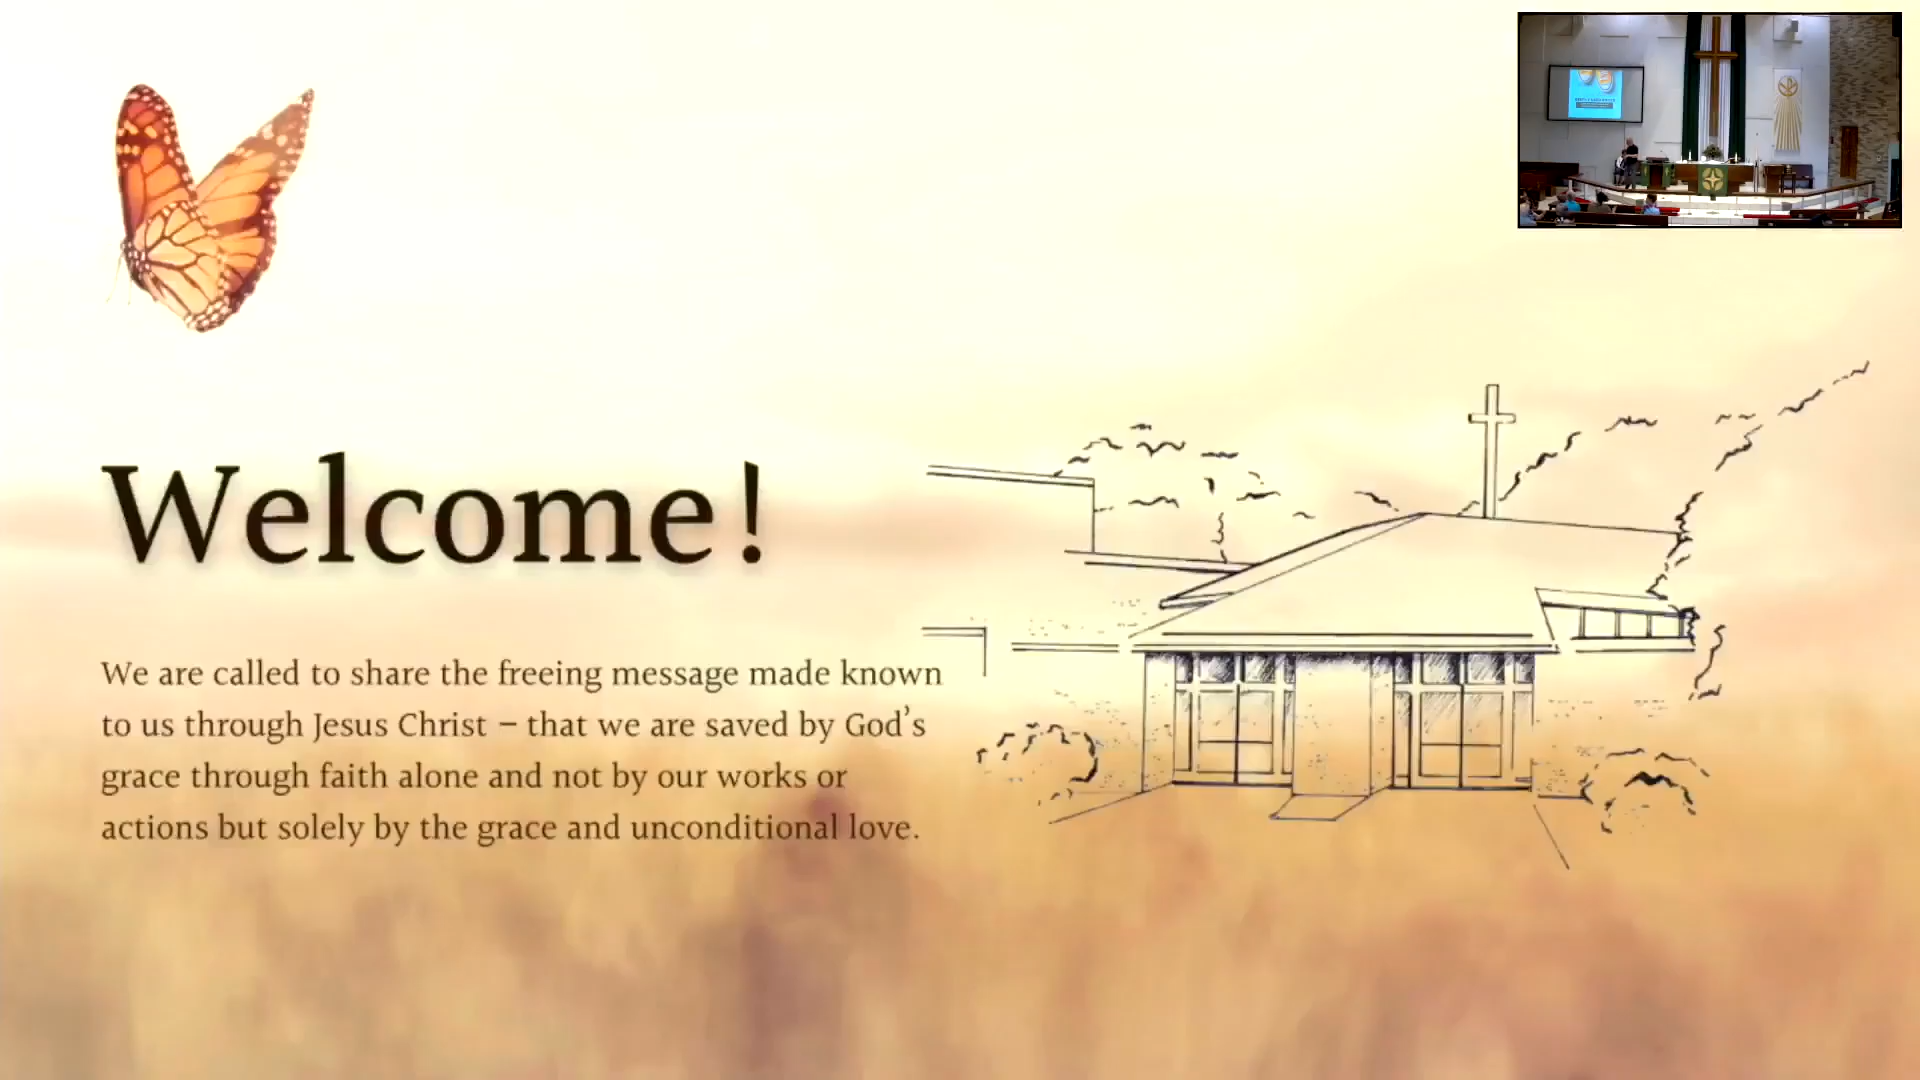 Welcome!
We are called to share the freeing message made known
to us through Jesus Christ – that we are saved by God’s
grace through faith alone and not by our works or
actions but solely by the grace and unconditional love.